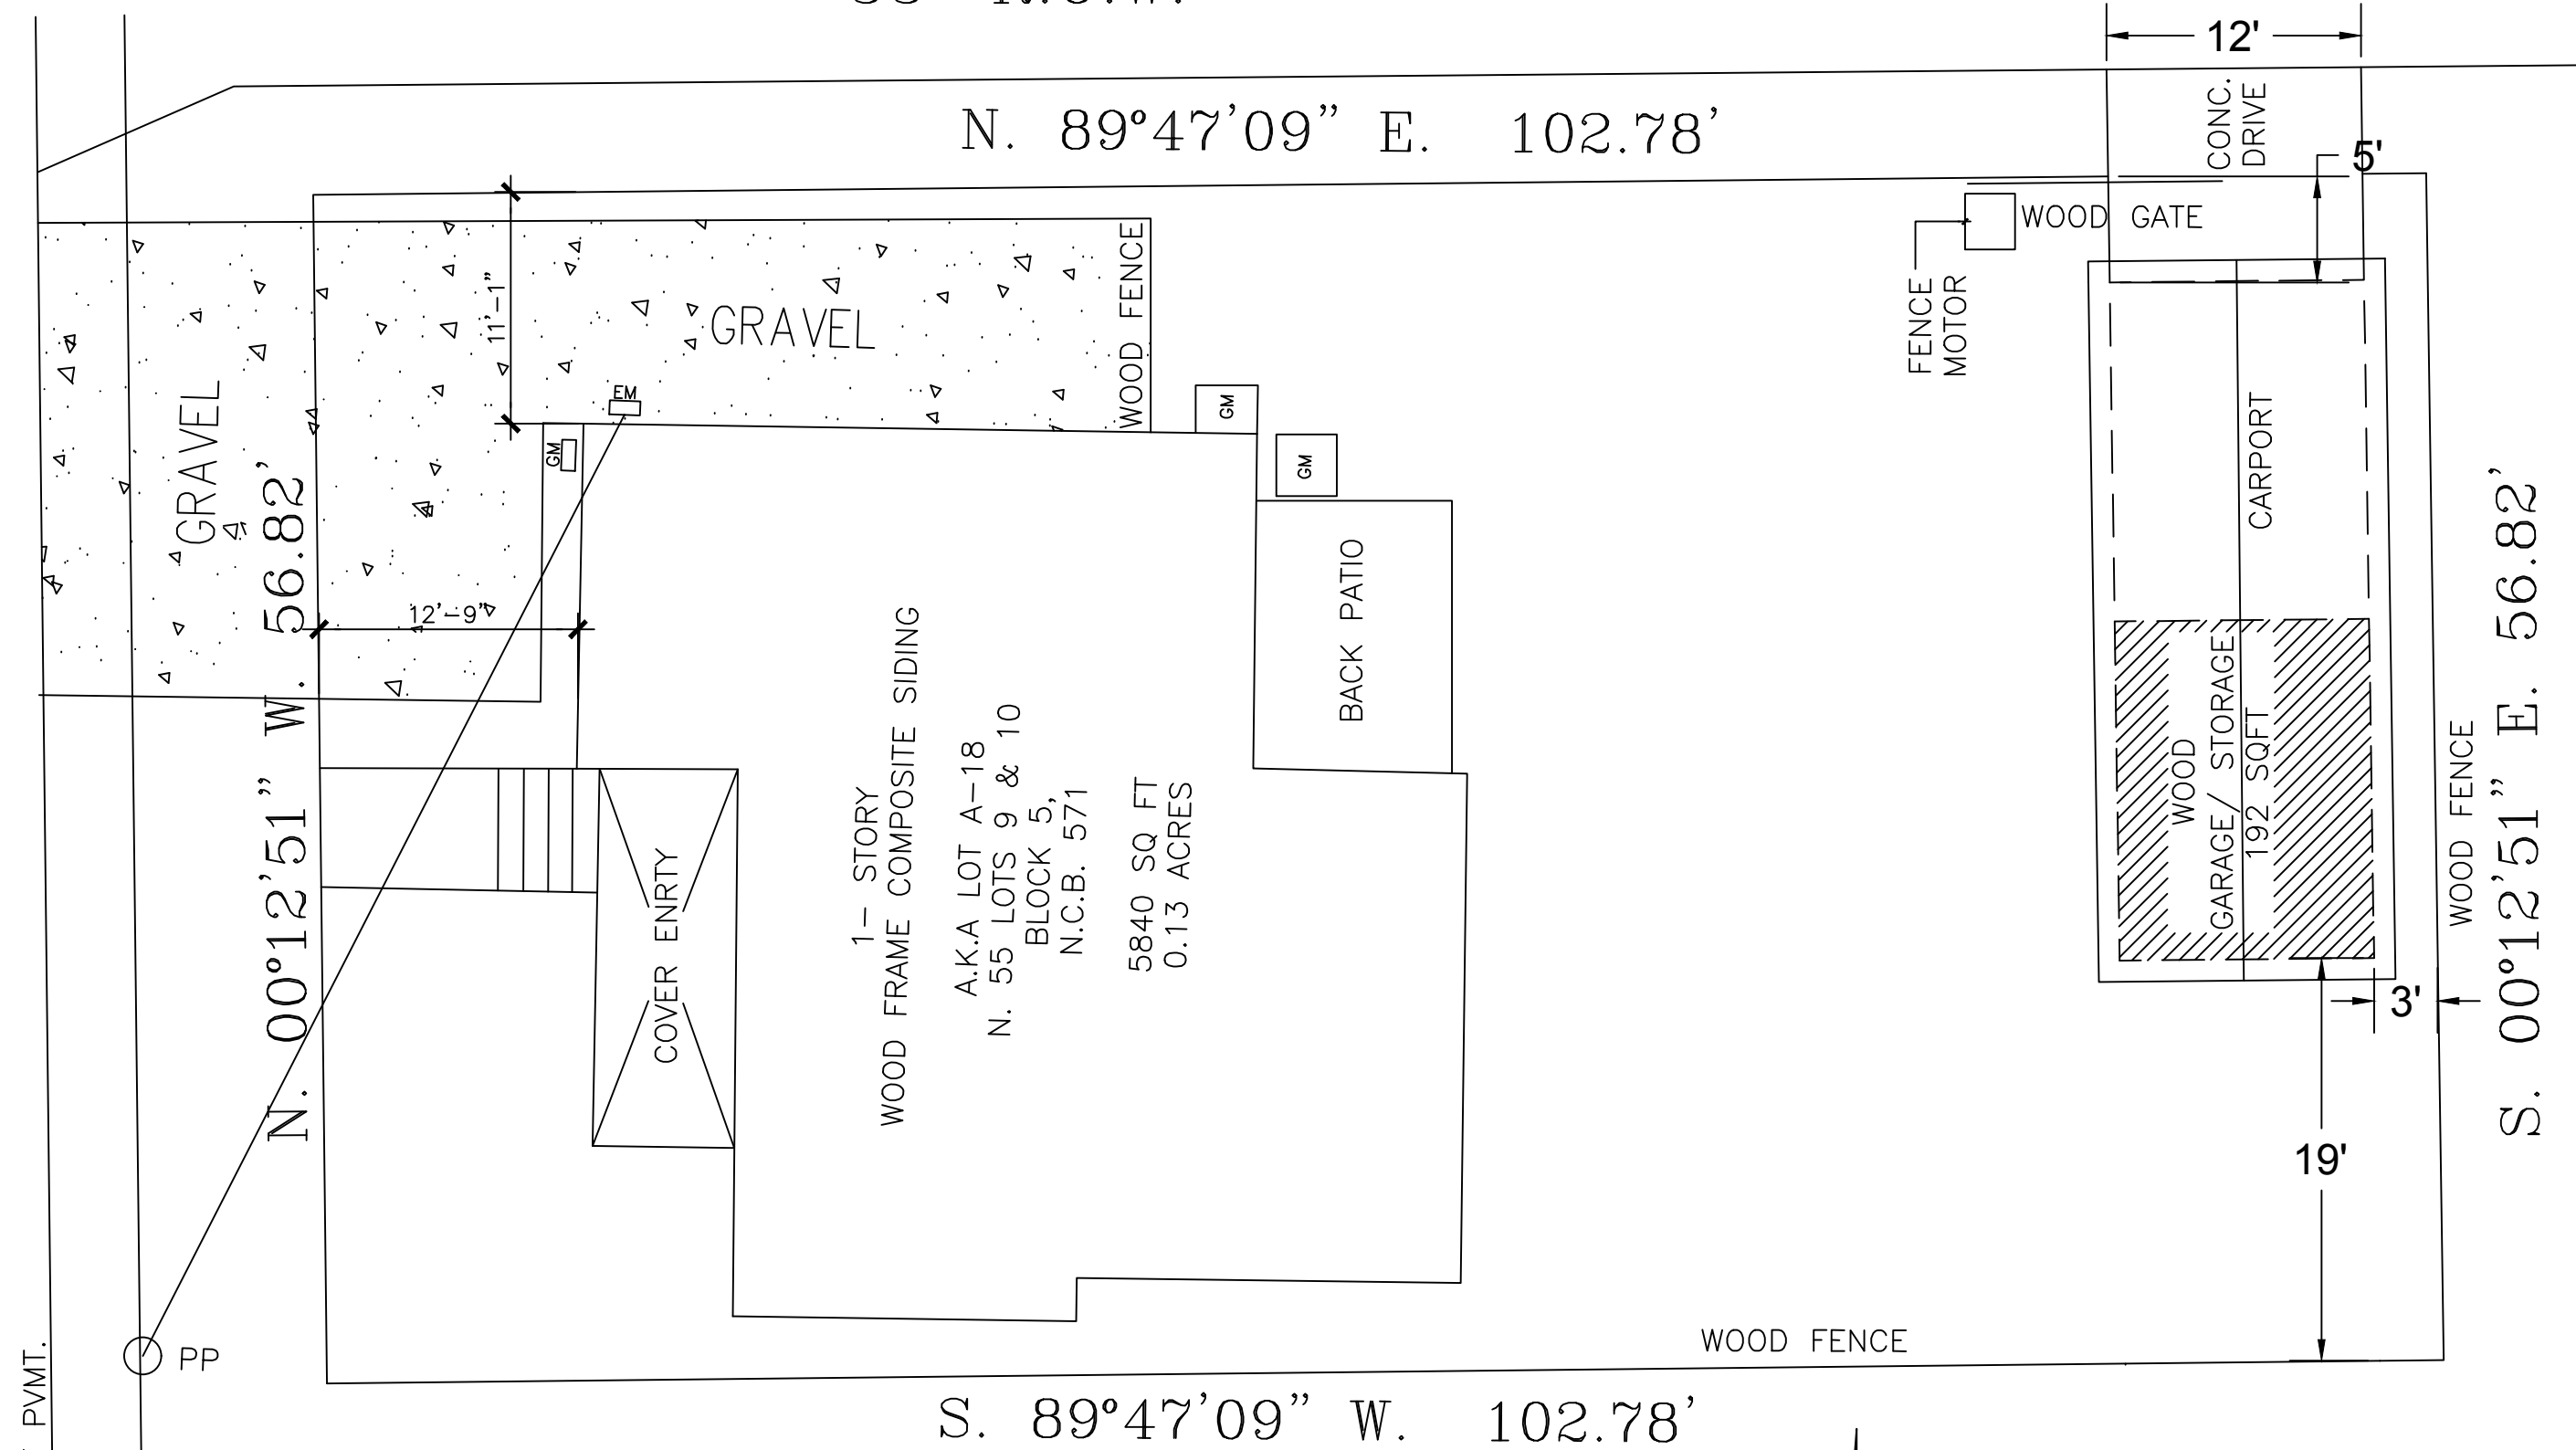 12'
N. 89°47'09" E. 102.78'
CONC.
DRIVE
5'
WOOD GATE
FENCE
MOTOR
WOOD FENCE
11'-1"
GRAVEL
GRAVEL
EM
GM
GM
GM
CARPORT
BACK PATIO
12'-9"
N. 00°12'51" W. 56.82'
S. 00°12'51" E. 56.82'
1- STORY
WOOD FRAME COMPOSITE SIDING
A.K.A LOT A-18
N. 55 LOTS 9 & 10
BLOCK 5,
N.C.B. 571
5840 SQ FT
0.13 ACRES
COVER ENRTY
WOOD
GARAGE/ STORAGE
192 SQFT
WOOD FENCE
3'
19'
WOOD FENCE
PP
PVMT.
S. 89°47'09" W. 102.78'